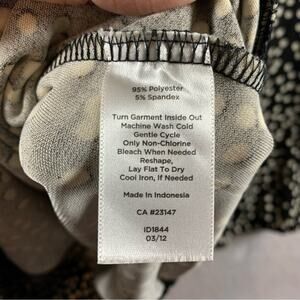 95% Polyester
5% Spandex
Turn Garment Inside Out
Machine Wash Cold
Gentle Cycle
Only Non-Chlorine
Bleach When Needed
Reshape,
Lay Flat To Dry
Cool Iron, If Needed
Made In Indonesia
CA #23147
ID1844
03/12